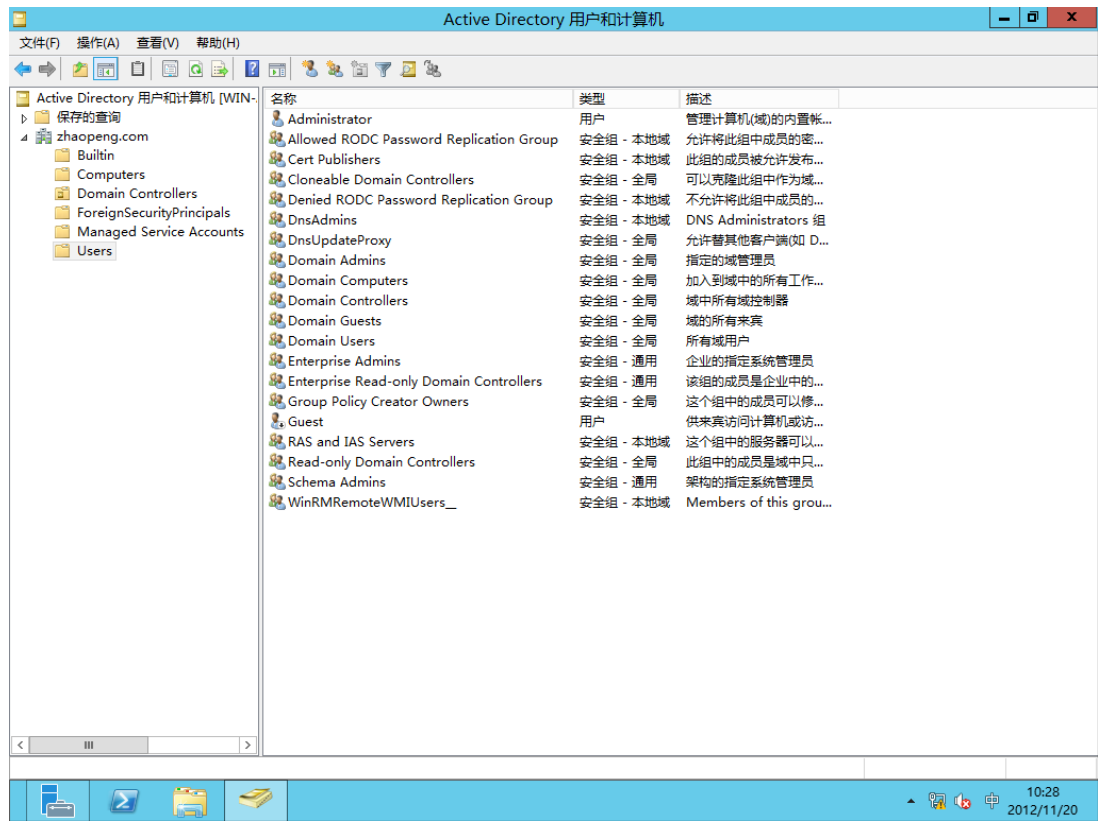 Active Directory 用户和计算机
文件(F) 操作(A) 查看(V) 帮助(H)
Active Directory 用户和计算机 [WIN-
保存的查询
zhaopeng.com
Builtin
Computers
Domain Controllers
ForeignSecurityPrincipals
Managed Service Accounts
Users
名称 类型 描述
Administrator 用户 管理计算机(域)的内置帐...
Allowed RODC Password Replication Group 安全组 - 本地域 允许将此组中成员的密...
Cert Publishers 安全组 - 本地域 此组的成员被允许发布...
Cloneable Domain Controllers 安全组 - 全局 可以克隆此组中作为域...
Denied RODC Password Replication Group 安全组 - 本地域 不允许将此组中成员的...
DnsAdmins 安全组 - 本地域 DNS Administrators 组
DnsUpdateProxy 安全组 - 全局 允许替其他客户端(如 D...
Domain Admins 安全组 - 全局 指定的域管理员
Domain Computers 安全组 - 全局 加入到域中的所有工作...
Domain Controllers 安全组 - 全局 域中所有域控制器
Domain Guests 安全组 - 全局 域的所有来宾
Domain Users 安全组 - 全局 所有域用户
Enterprise Admins 安全组 - 通用 企业的指定系统管理员
Enterprise Read-only Domain Controllers 安全组 - 通用 该组的成员是企业中的...
Group Policy Creator Owners 安全组 - 全局 这个组中的成员可以修...
Guest 用户 供来宾访问计算机或访...
RAS and IAS Servers 安全组 - 本地域 这个组中的服务器可以...
Read-only Domain Controllers 安全组 - 全局 此组中的成员是域中只...
Schema Admins 安全组 - 通用 架构的指定系统管理员
WinRMRemoteWMIUsers__ 安全组 - 本地域 Members of this grou...
中
10:28
2012/11/20